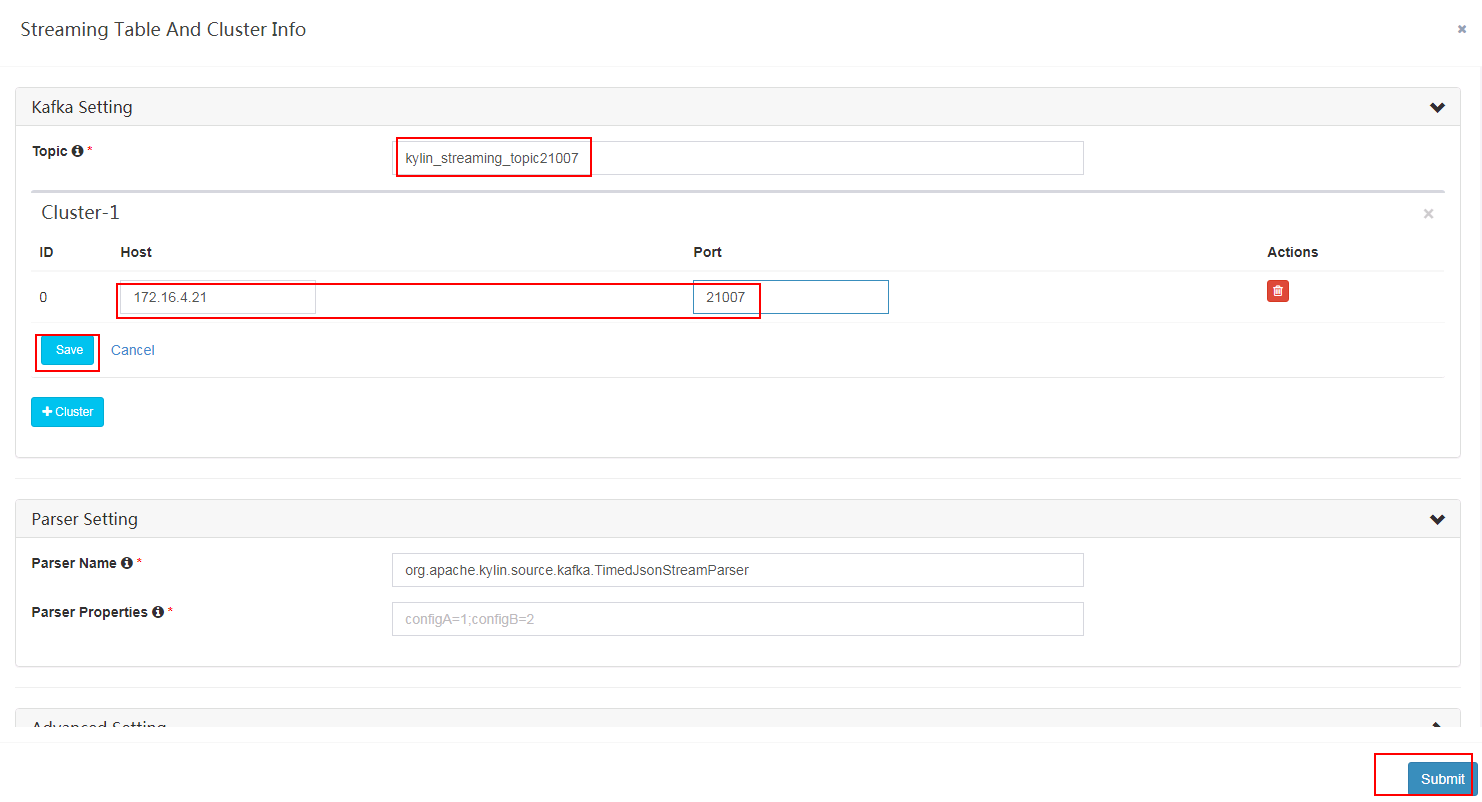 Streaming Table And Cluster Info
Kafka Setting
Topic *
kylin_streaming_topic21007
Cluster-1
ID Host Port Actions
0 172.16.4.21 21007
Save Cancel
Cluster
Parser Setting
Parser Name *
org.apache.kylin.source.kafka.TimedJsonStreamParser
Parser Properties *
configA=1;configB=2
Advanced Setting
Submit